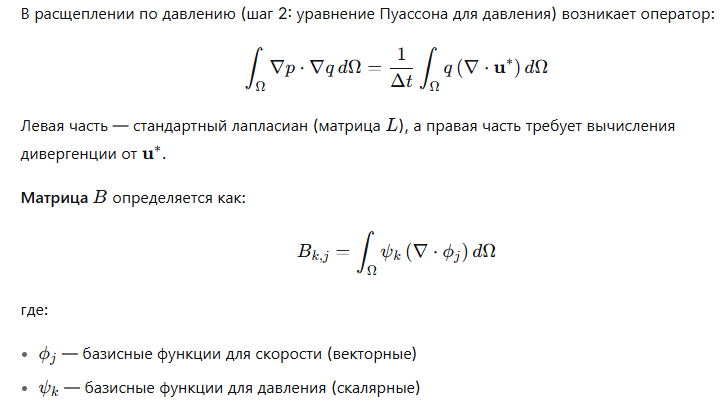 В расщеплении по давлению (шаг 2: уравнение Пуассона для давления) возникает оператор:
∫_Ω ∇p · ∇q dΩ = 1/Δt ∫_Ω q (∇ · u*) dΩ
Левая часть — стандартный лапласиан (матрица L), а правая часть требует вычисления
дивергенции от u*.
Матрица B определяется как:
B_{k,j} = ∫_Ω ψ_k (∇ · ϕ_j) dΩ
где:
• ϕ_j — базисные функции для скорости (векторные)
• ψ_k — базисные функции для давления (скалярные)